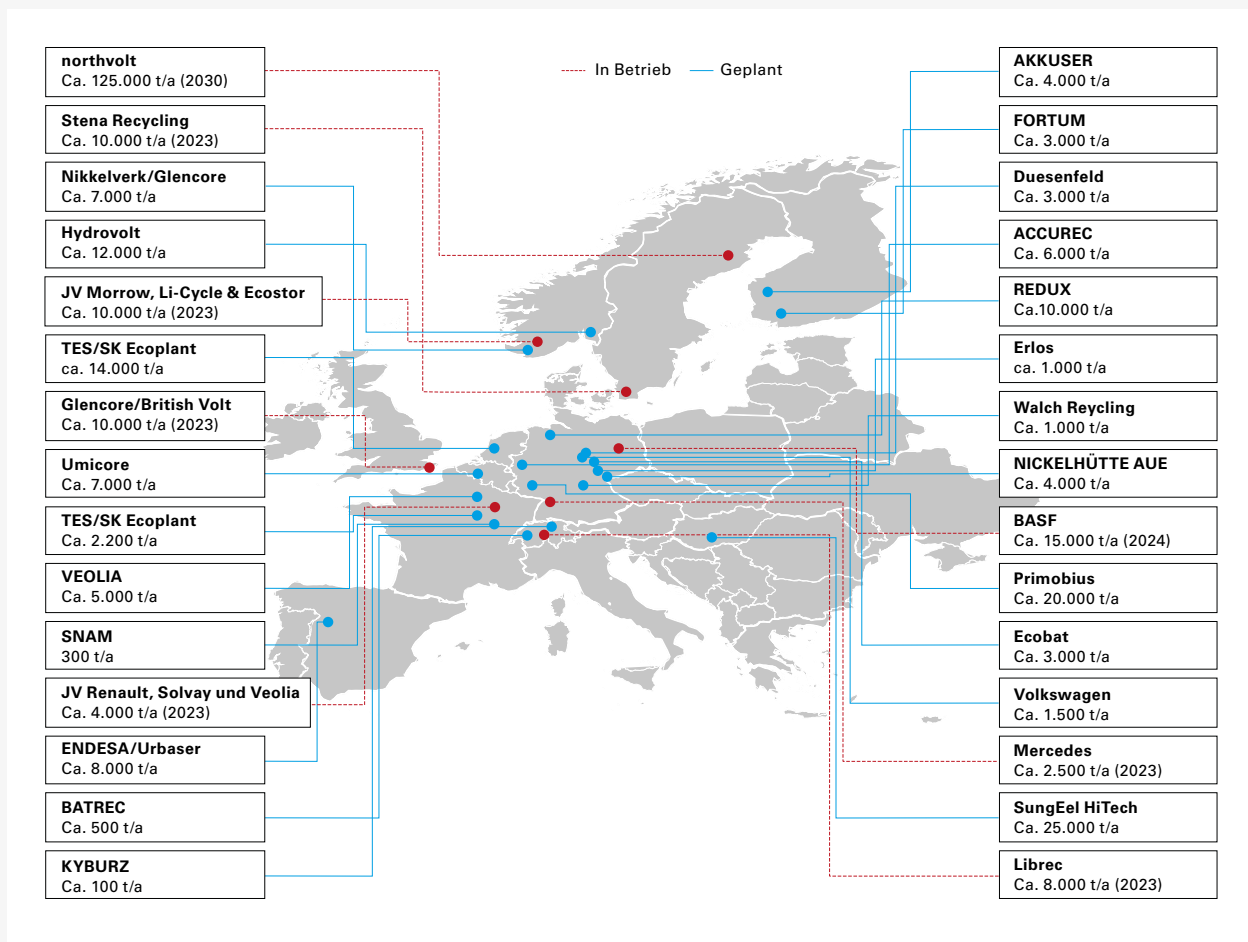 In Betrieb
Geplant
northvolt
Ca. 125.000 t/a (2030)
Stena Recycling
Ca. 10.000 t/a (2023)
Nikkelverk/Glencore
Ca. 7.000 t/a
Hydrovolt
Ca. 12.000 t/a
JV Morrow, Li-Cycle & Ecostor
Ca. 10.000 t/a (2023)
TES/SK Ecoplant
ca. 14.000 t/a
Glencore/British Volt
Ca. 10.000 t/a (2023)
Umicore
Ca. 7.000 t/a
TES/SK Ecoplant
Ca. 2.200 t/a
VEOLIA
Ca. 5.000 t/a
SNAM
300 t/a
JV Renault, Solvay und Veolia
Ca. 4.000 t/a (2023)
ENDESA/Urbaser
Ca. 8.000 t/a
BATREC
Ca. 500 t/a
KYBURZ
Ca. 100 t/a
AKKUSER
Ca. 4.000 t/a
FORTUM
Ca. 3.000 t/a
Duesenfeld
Ca. 3.000 t/a
ACCUREC
Ca. 6.000 t/a
REDUX
Ca.10.000 t/a
Erlos
ca. 1.000 t/a
Walch Reycling
Ca. 1.000 t/a
NICKELHÜTTE AUE
Ca. 4.000 t/a
BASF
Ca. 15.000 t/a (2024)
Primobius
Ca. 20.000 t/a
Ecobat
Ca. 3.000 t/a
Volkswagen
Ca. 1.500 t/a
Mercedes
Ca. 2.500 t/a (2023)
SungEel HiTech
Ca. 25.000 t/a
Librec
Ca. 8.000 t/a (2023)